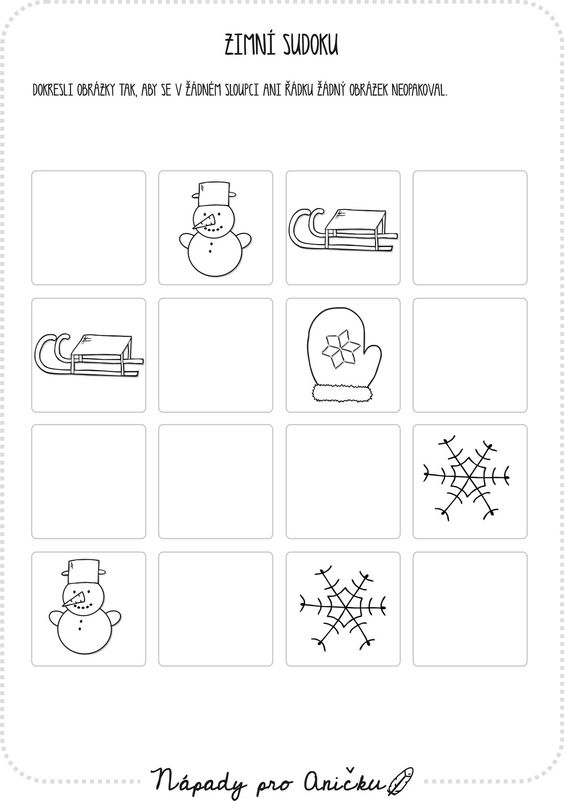 ZIMNÍ SUDOKU
DOKRESLI OBRÁZKY TAK, ABY SE V ŽÁDNÉM SLOUPCI ANI ŘÁDKU ŽÁDNÝ OBRÁZEK NEOPAKOVAL.
Nápady pro Aničku